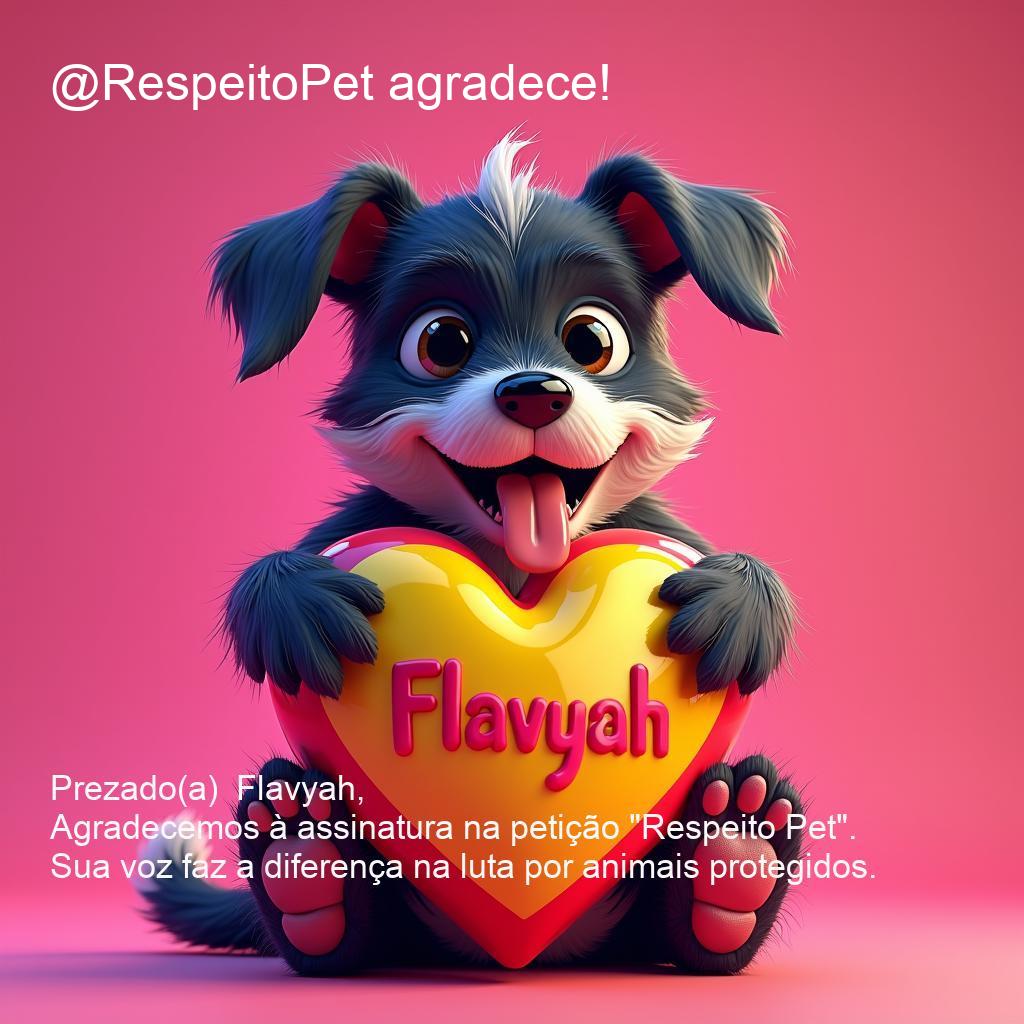 @RespeitoPet agradece!
Flavyah
Prezado(a)  Flavyah,
Agradecemos à assinatura na petição "Respeito Pet".
Sua voz faz a diferença na luta por animais protegidos.